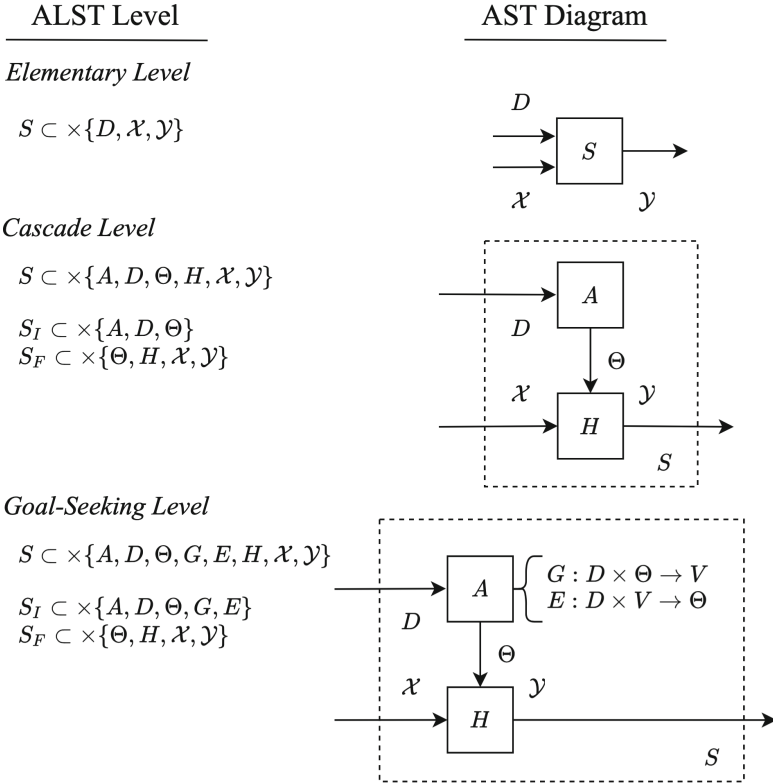 ALST Level
AST Diagram
Elementary Level
S ⊂ ×{D, 𝒳, 𝒴}
D
S
𝒳
𝒴
Cascade Level
S ⊂ ×{A, D, Θ, H, 𝒳, 𝒴}
S_I ⊂ ×{A, D, Θ}
S_F ⊂ ×{Θ, H, 𝒳, 𝒴}
A
D
Θ
𝒳
𝒴
H
S
Goal-Seeking Level
S ⊂ ×{A, D, Θ, G, E, H, 𝒳, 𝒴}
S_I ⊂ ×{A, D, Θ, G, E}
S_F ⊂ ×{Θ, H, 𝒳, 𝒴}
A
G : D × Θ → V
E : D × V → Θ
D
Θ
𝒳
𝒴
H
S